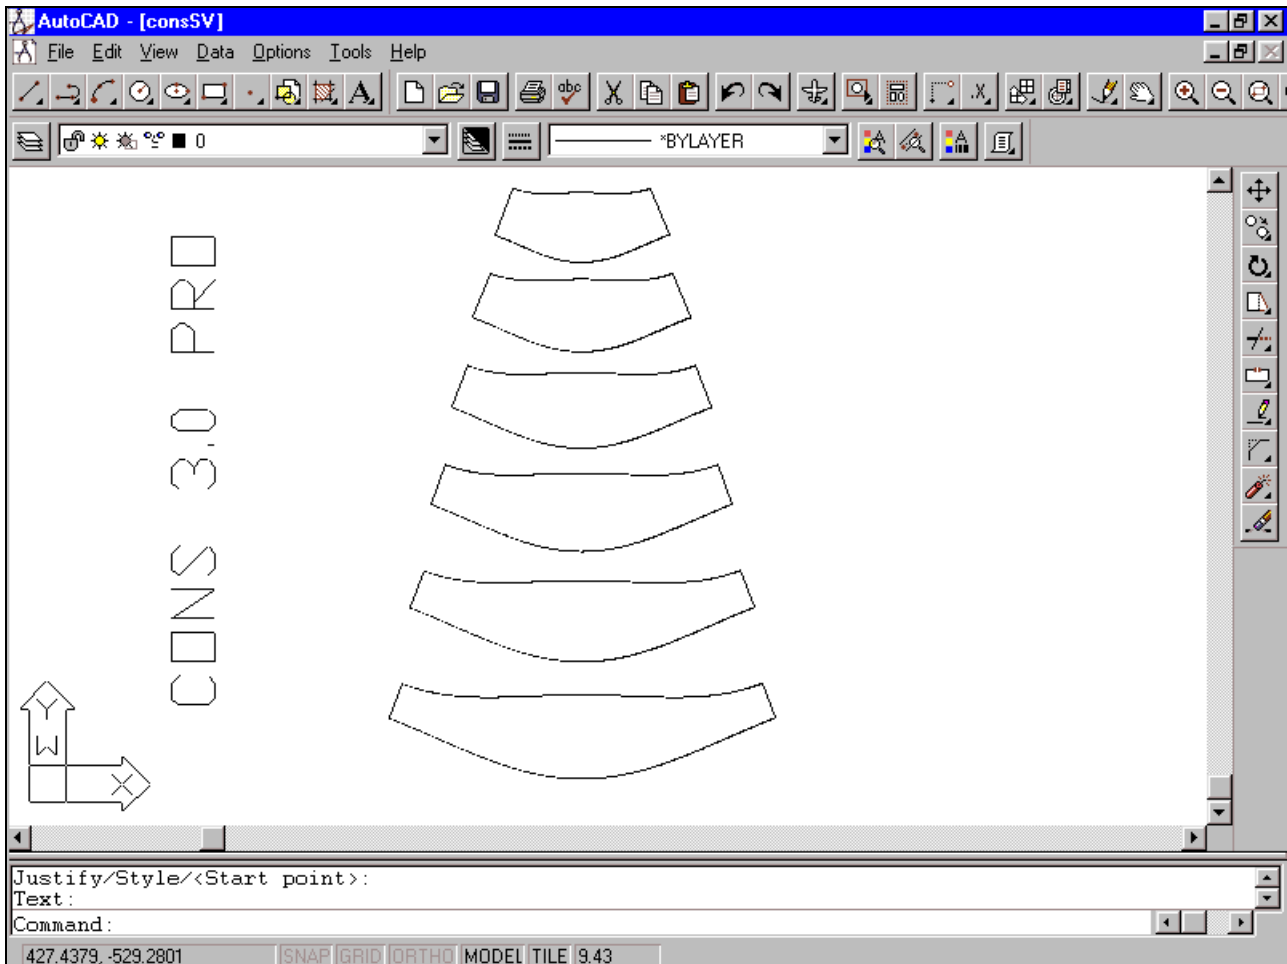 AutoCAD - [consSV]
File Edit View Data Options Tools Help
A abc .X
0 *BYLAYER
CONS 3.0 PRO
Y
W
X
Justify/Style/<Start point>:
Text:
Command:
427.4379, -529.2801 SNAP GRID ORTHO MODEL TILE 9.43